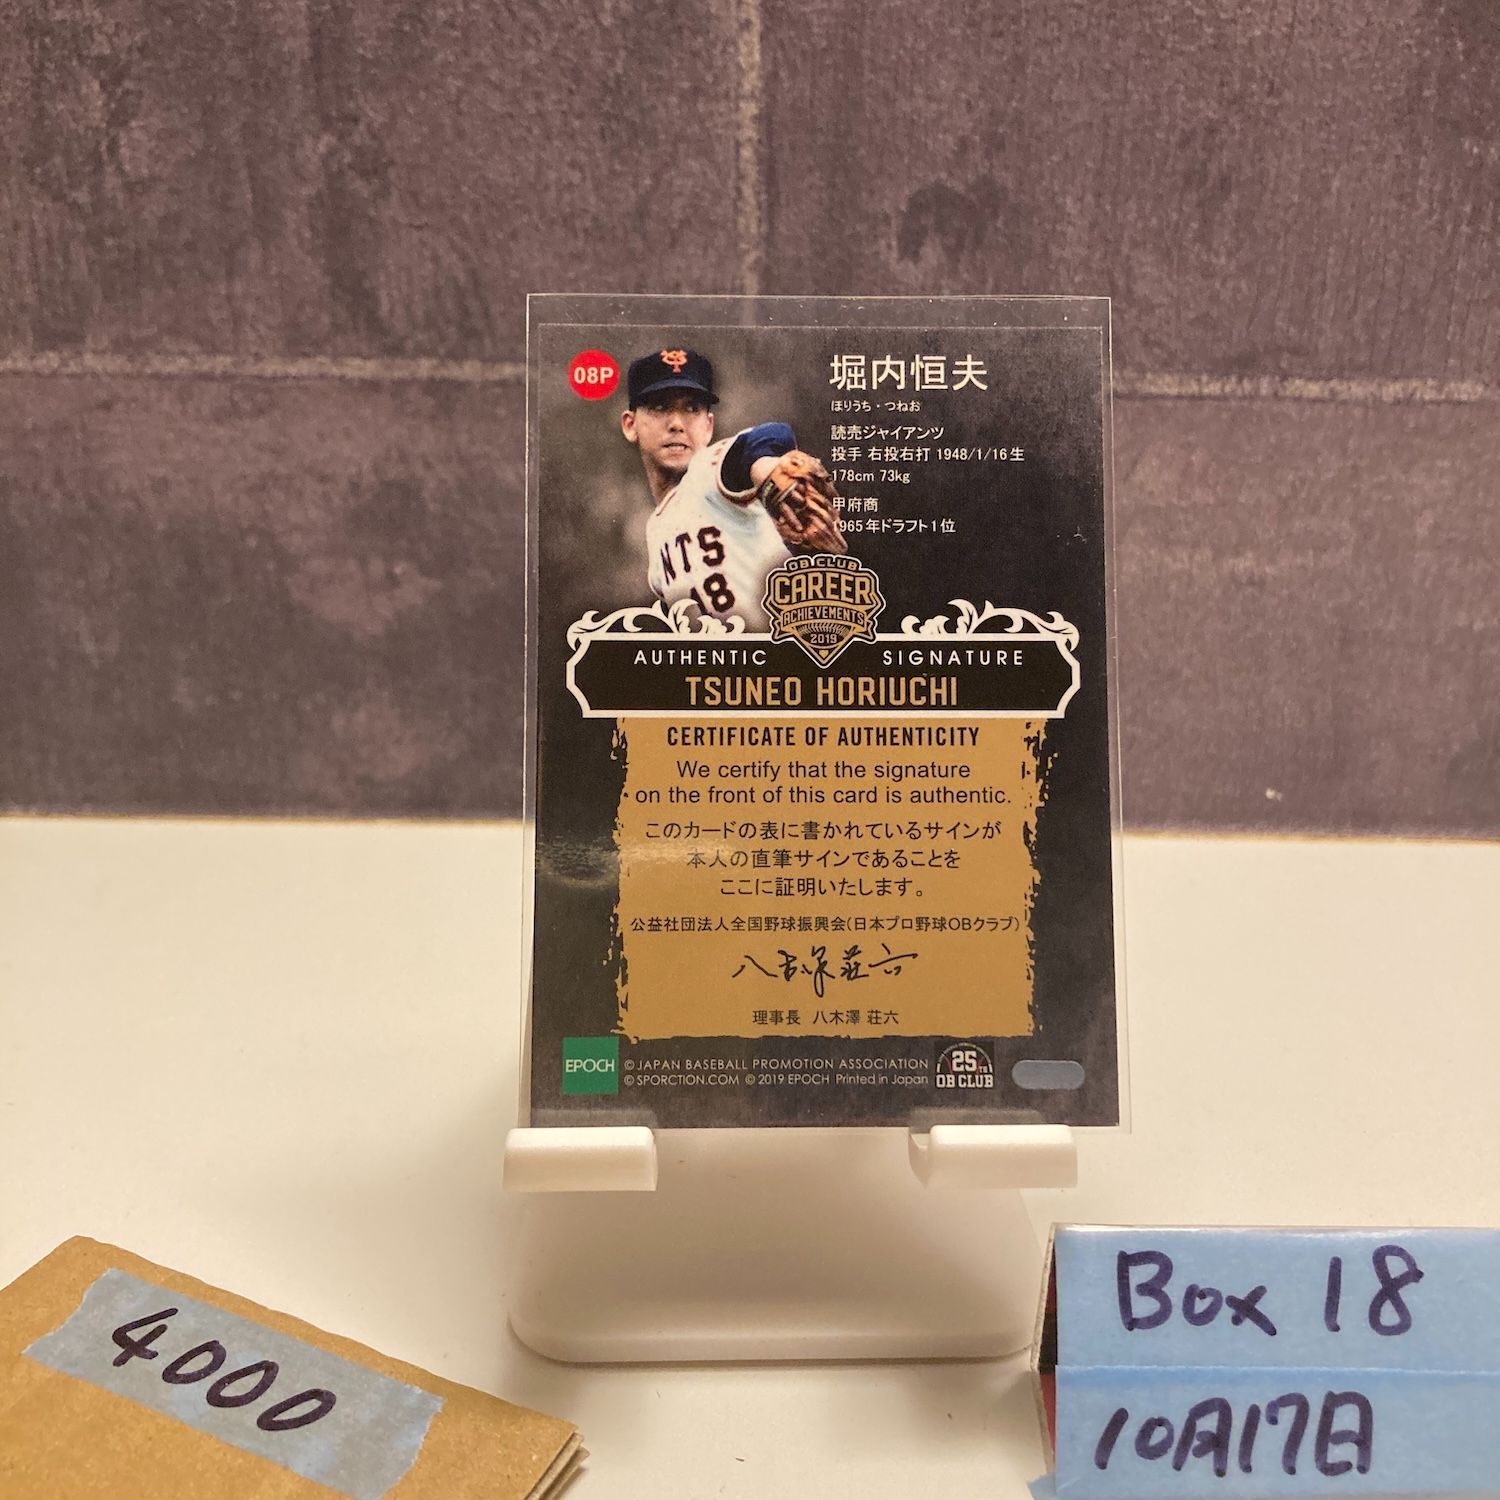 08P
堀内恒夫
ほりうち・つねお
読売ジャイアンツ
投手 右投右打 1948/1/16生
178cm 73kg
甲府商
1965年ドラフト1位
NTS
18
OB CLUB
CAREER
ACHIEVEMENTS
2019
AUTHENTIC SIGNATURE
TSUNEO HORIUCHI
CERTIFICATE OF AUTHENTICITY
We certify that the signature
on the front of this card is authentic.
このカードの表に書かれているサインが
本人の直筆サインであることを
ここに証明いたします。
公益社団法人全国野球振興会(日本プロ野球OBクラブ)
八木澤荘六
理事長 八木澤 荘六
EPOCH
© JAPAN BASEBALL PROMOTION ASSOCIATION
© SPORCTION.COM © 2019 EPOCH Printed in Japan
25TH
OB CLUB
4000
Box 18
10月17日